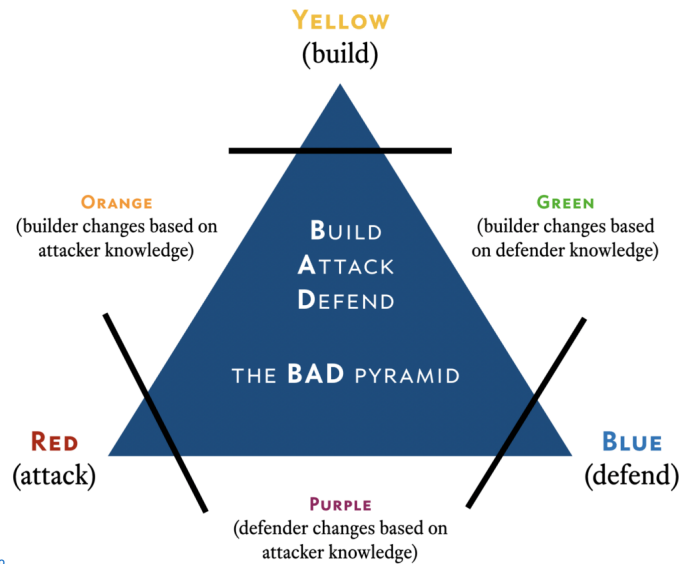 YELLOW
(build)
ORANGE
(builder changes based on
attacker knowledge)
GREEN
(builder changes based
on defender knowledge)
BUILD
ATTACK
DEFEND
THE BAD PYRAMID
RED
(attack)
BLUE
(defend)
PURPLE
(defender changes based on
attacker knowledge)